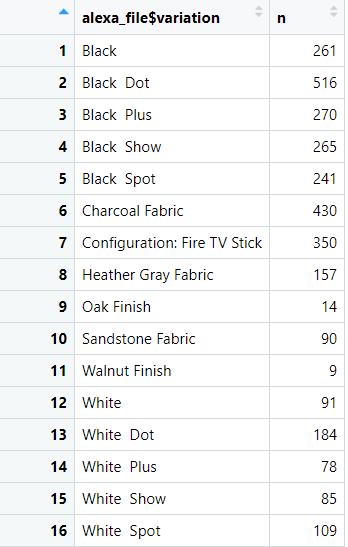 alexa_file$variation n
1 Black 261
2 Black  Dot 516
3 Black  Plus 270
4 Black  Show 265
5 Black  Spot 241
6 Charcoal Fabric 430
7 Configuration: Fire TV Stick 350
8 Heather Gray Fabric 157
9 Oak Finish 14
10 Sandstone Fabric 90
11 Walnut Finish 9
12 White 91
13 White  Dot 184
14 White  Plus 78
15 White  Show 85
16 White  Spot 109